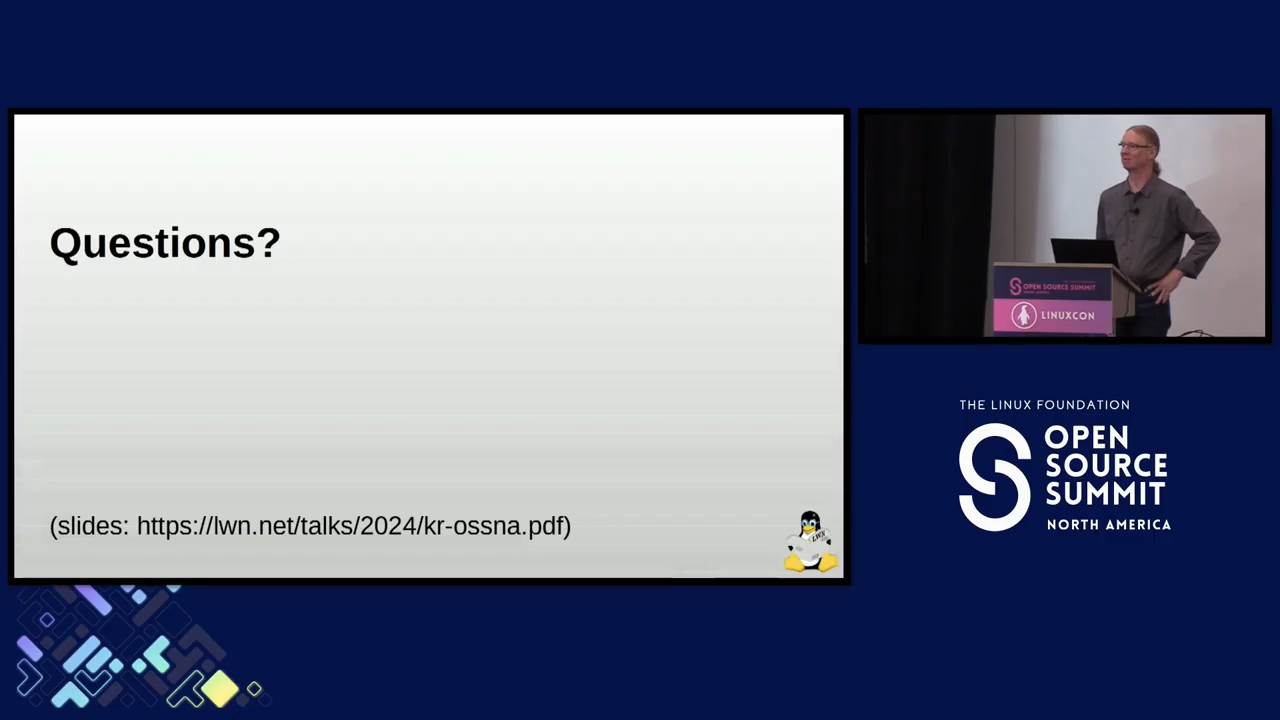 Questions?
(slides: https://lwn.net/talks/2024/kr-ossna.pdf)
LWN
OPEN SOURCE SUMMIT
LINUXCON
THE LINUX FOUNDATION
OPEN
SOURCE
SUMMIT
NORTH AMERICA